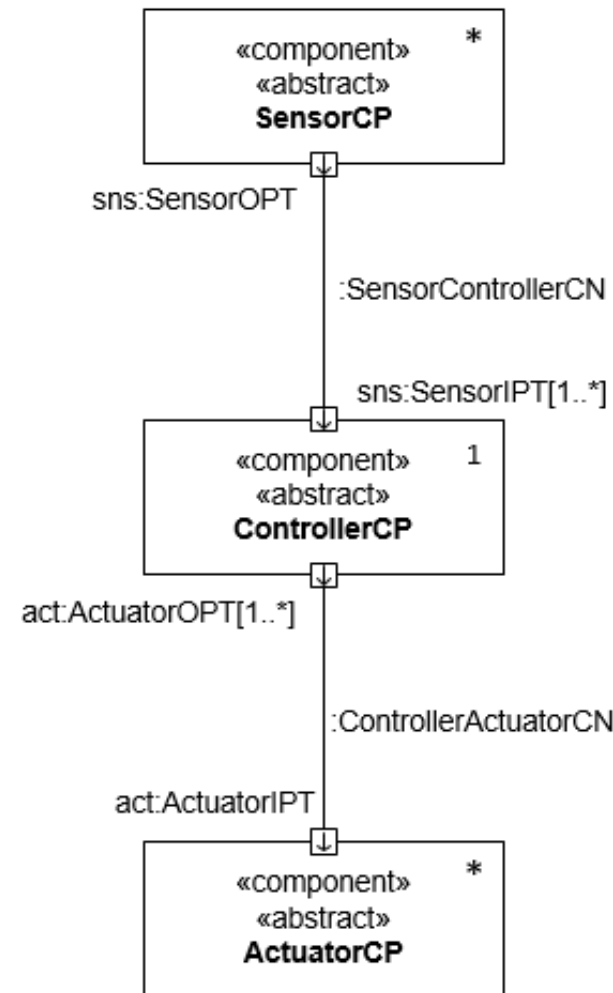 «component» *
«abstract»
SensorCP
sns:SensorOPT
:SensorControllerCN
sns:SensorIPT[1..*]
«component» 1
«abstract»
ControllerCP
act:ActuatorOPT[1..*]
:ControllerActuatorCN
act:ActuatorIPT
«component» *
«abstract»
ActuatorCP